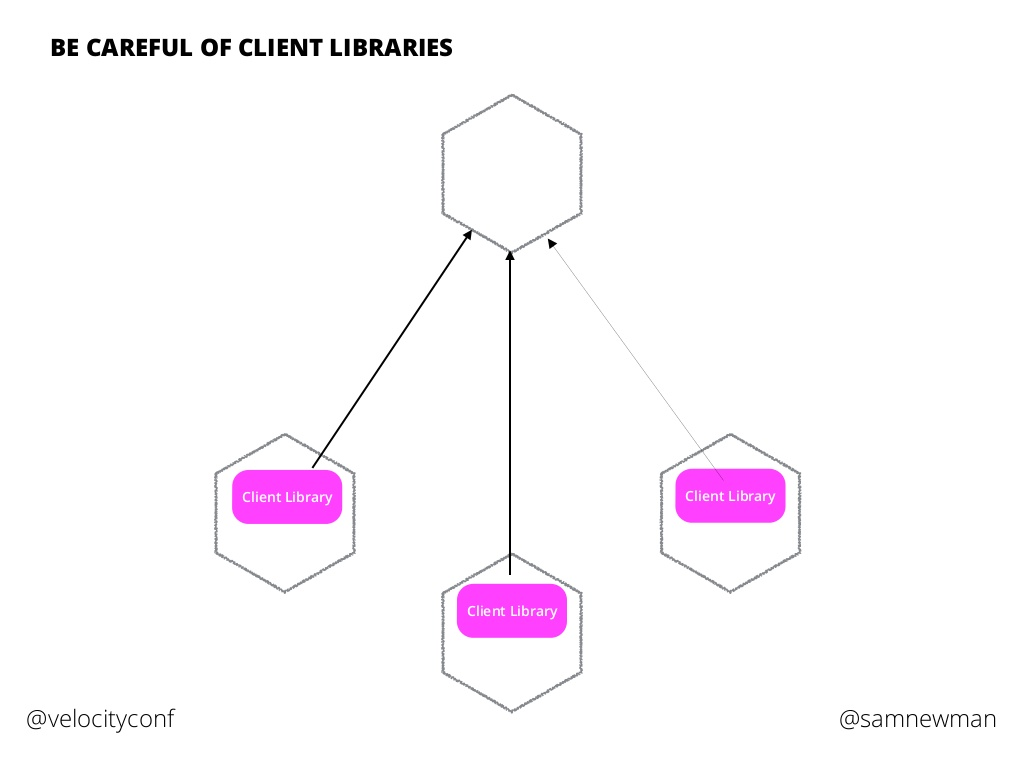 BE CAREFUL OF CLIENT LIBRARIES
Client Library
Client Library
Client Library
@velocityconf
@samnewman